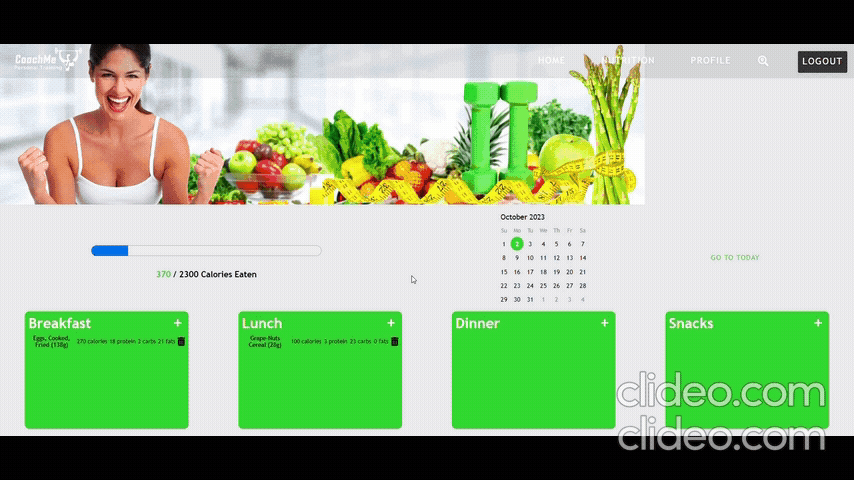 CoachMe
Personal Training
HOME
NUTRITION
PROFILE
LOGOUT
October 2023
Su Mo Tu We Th Fr Sa
1 2 3 4 5 6 7
8 9 10 11 12 13 14
15 16 17 18 19 20 21
22 23 24 25 26 27 28
29 30 31 1 2 3 4
GO TO TODAY
370 / 2300 Calories Eaten
Breakfast +
Eggs, Cooked,
Fried (138g)
270 calories 18 protein 2 carbs 21 fats
Lunch +
Grape-Nuts
Cereal (28g)
100 calories 3 protein 23 carbs 0 fats
Dinner +
Snacks +
clideo.com
clideo.com